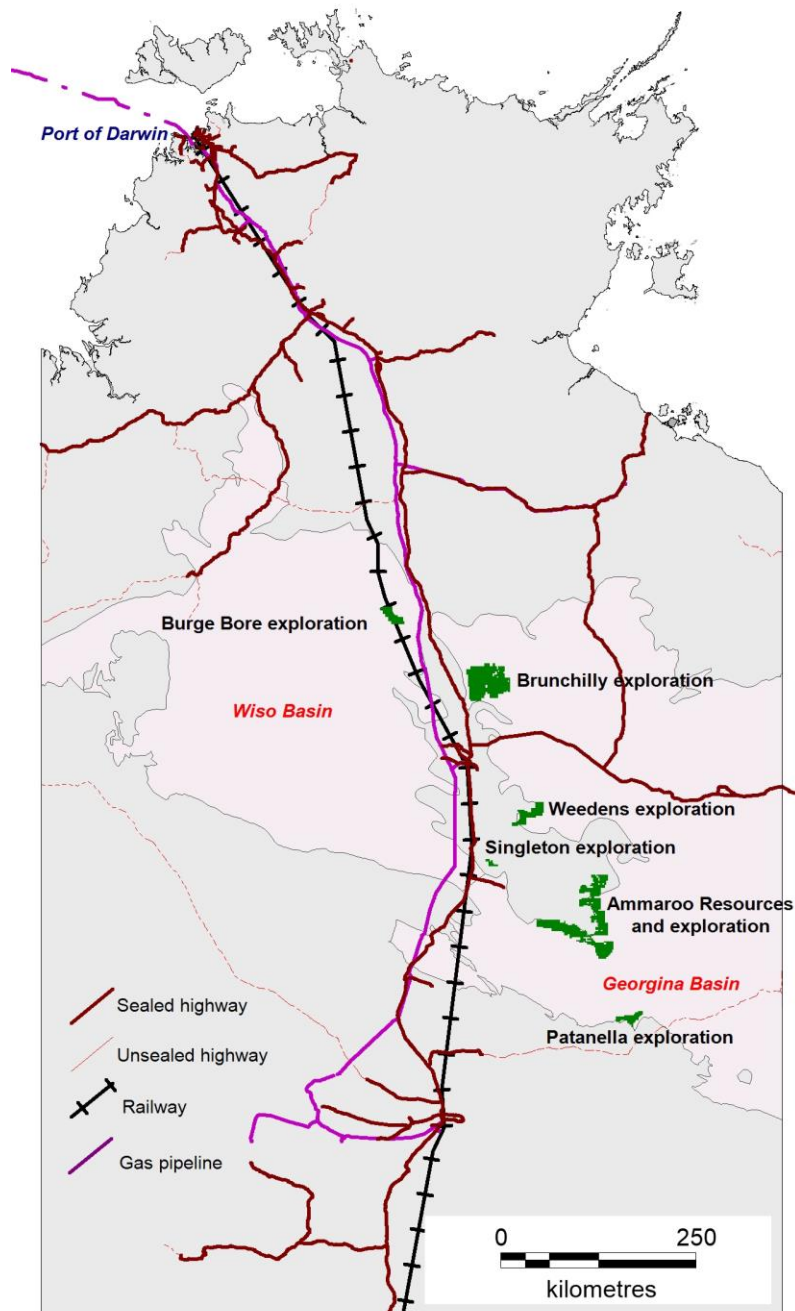 Port of Darwin
Burge Bore exploration
Brunchilly exploration
Wiso Basin
Weedens exploration
Singleton exploration
Ammaroo Resources
and exploration
Georgina Basin
Patanella exploration
Sealed highway
Unsealed highway
Railway
Gas pipeline
0 250
kilometres